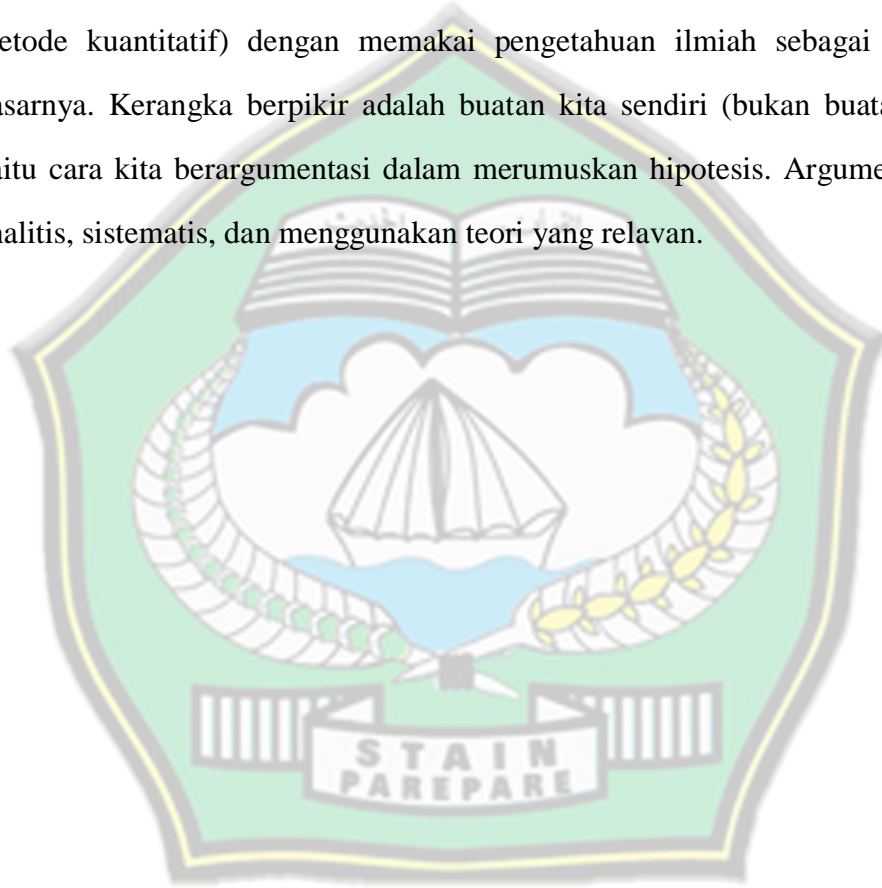 etode kuantitatif) dengan memakai pengetahuan ilmiah sebagai
asarnya. Kerangka berpikir adalah buatan kita sendiri (bukan buata
aitu cara kita berargumentasi dalam merumuskan hipotesis. Argume
nalitis, sistematis, dan menggunakan teori yang relavan.
STAIN
PAREPARE